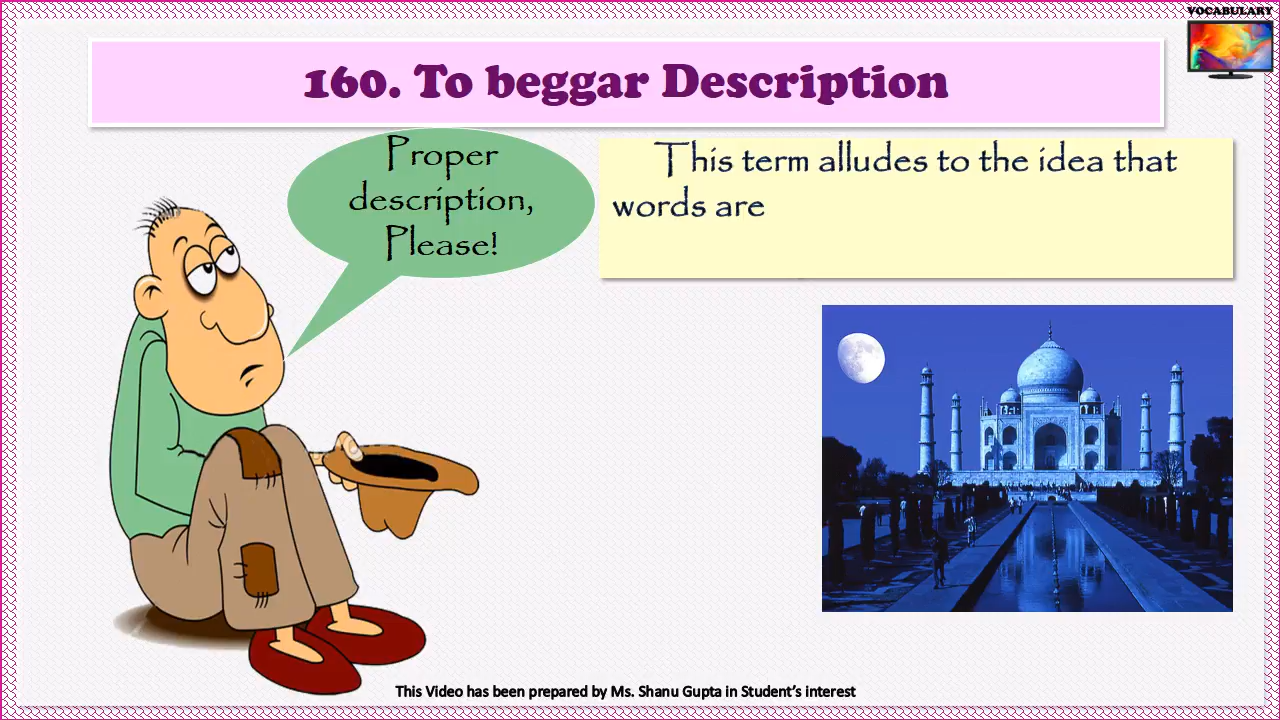 VOCABULARY
160. To beggar Description
Proper
description,
Please!
This term alludes to the idea that
words are
This Video has been prepared by Ms. Shanu Gupta in Student’s interest